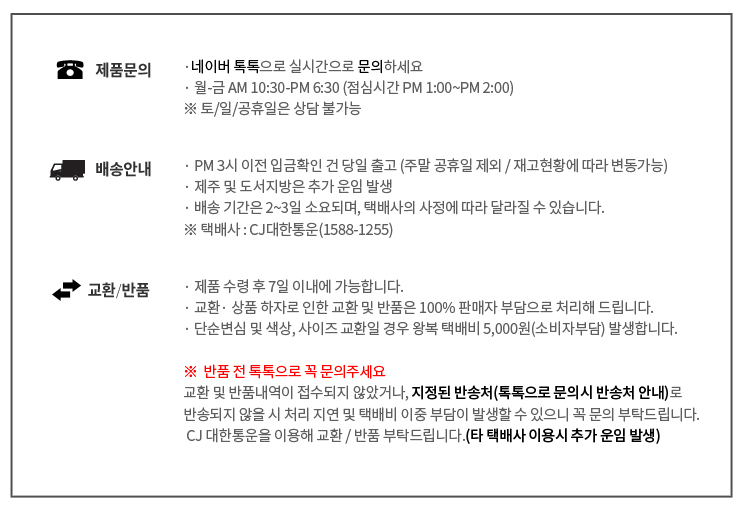 제품문의
·네이버 톡톡으로 실시간으로 문의하세요
· 월-금 AM 10:30-PM 6:30 (점심시간 PM 1:00~PM 2:00)
※ 토/일/공휴일은 상담 불가능
배송안내
· PM 3시 이전 입금확인 건 당일 출고 (주말 공휴일 제외 / 재고현황에 따라 변동가능)
· 제주 및 도서지방은 추가 운임 발생
· 배송 기간은 2~3일 소요되며, 택배사의 사정에 따라 달라질 수 있습니다.
※ 택배사 : CJ대한통운(1588-1255)
교환/반품
· 제품 수령 후 7일 이내에 가능합니다.
· 교환· 상품 하자로 인한 교환 및 반품은 100% 판매자 부담으로 처리해 드립니다.
· 단순변심 및 색상, 사이즈 교환일 경우 왕복 택배비 5,000원(소비자부담) 발생합니다.
※ 반품 전 톡톡으로 꼭 문의주세요
교환 및 반품내역이 접수되지 않았거나, 지정된 반송처(톡톡으로 문의시 반송처 안내)로
반송되지 않을 시 처리 지연 및 택배비 이중 부담이 발생할 수 있으니 꼭 문의 부탁드립니다.
CJ 대한통운을 이용해 교환 / 반품 부탁드립니다.(타 택배사 이용시 추가 운임 발생)